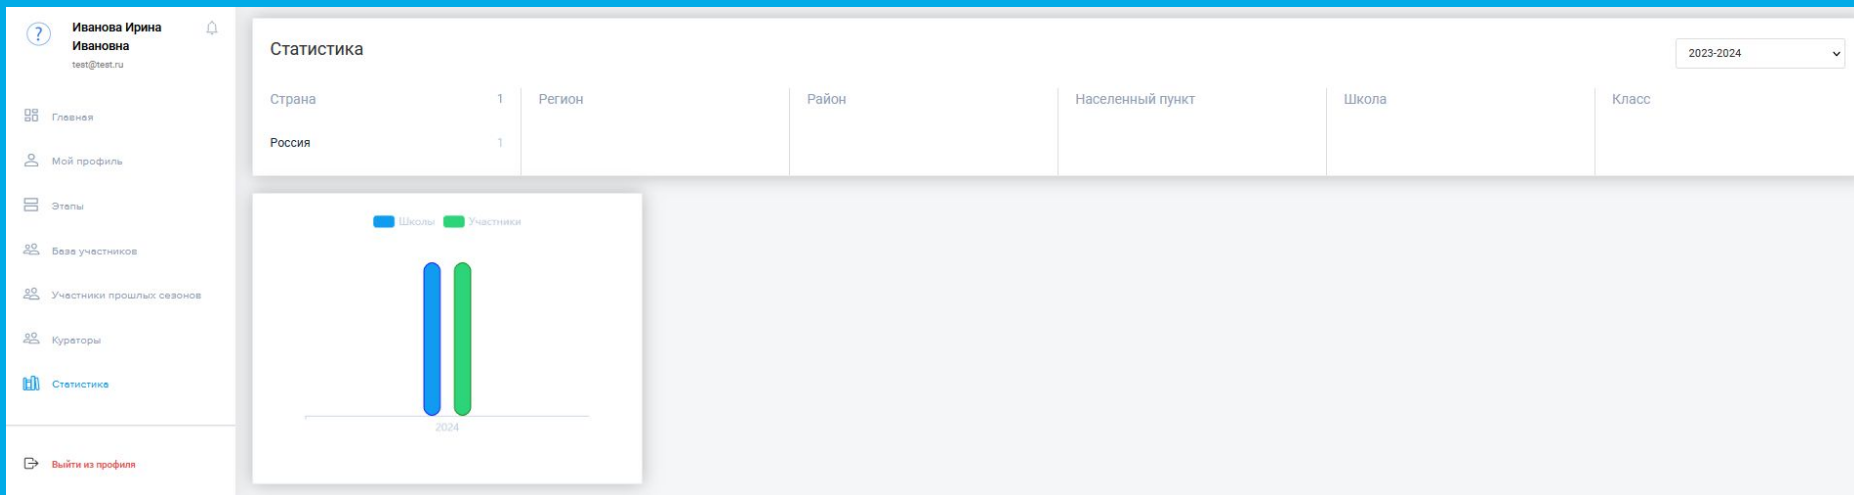 ?
Иванова Ирина
Ивановна
test@test.ru
Главная
Мой профиль
Этапы
База участников
Участники прошлых сезонов
Кураторы
Статистика
Выйти из профиля
Статистика
2023-2024
Страна 1 Регион Район Населенный пункт Школа Класс
Россия 1
Школы Участники
2024